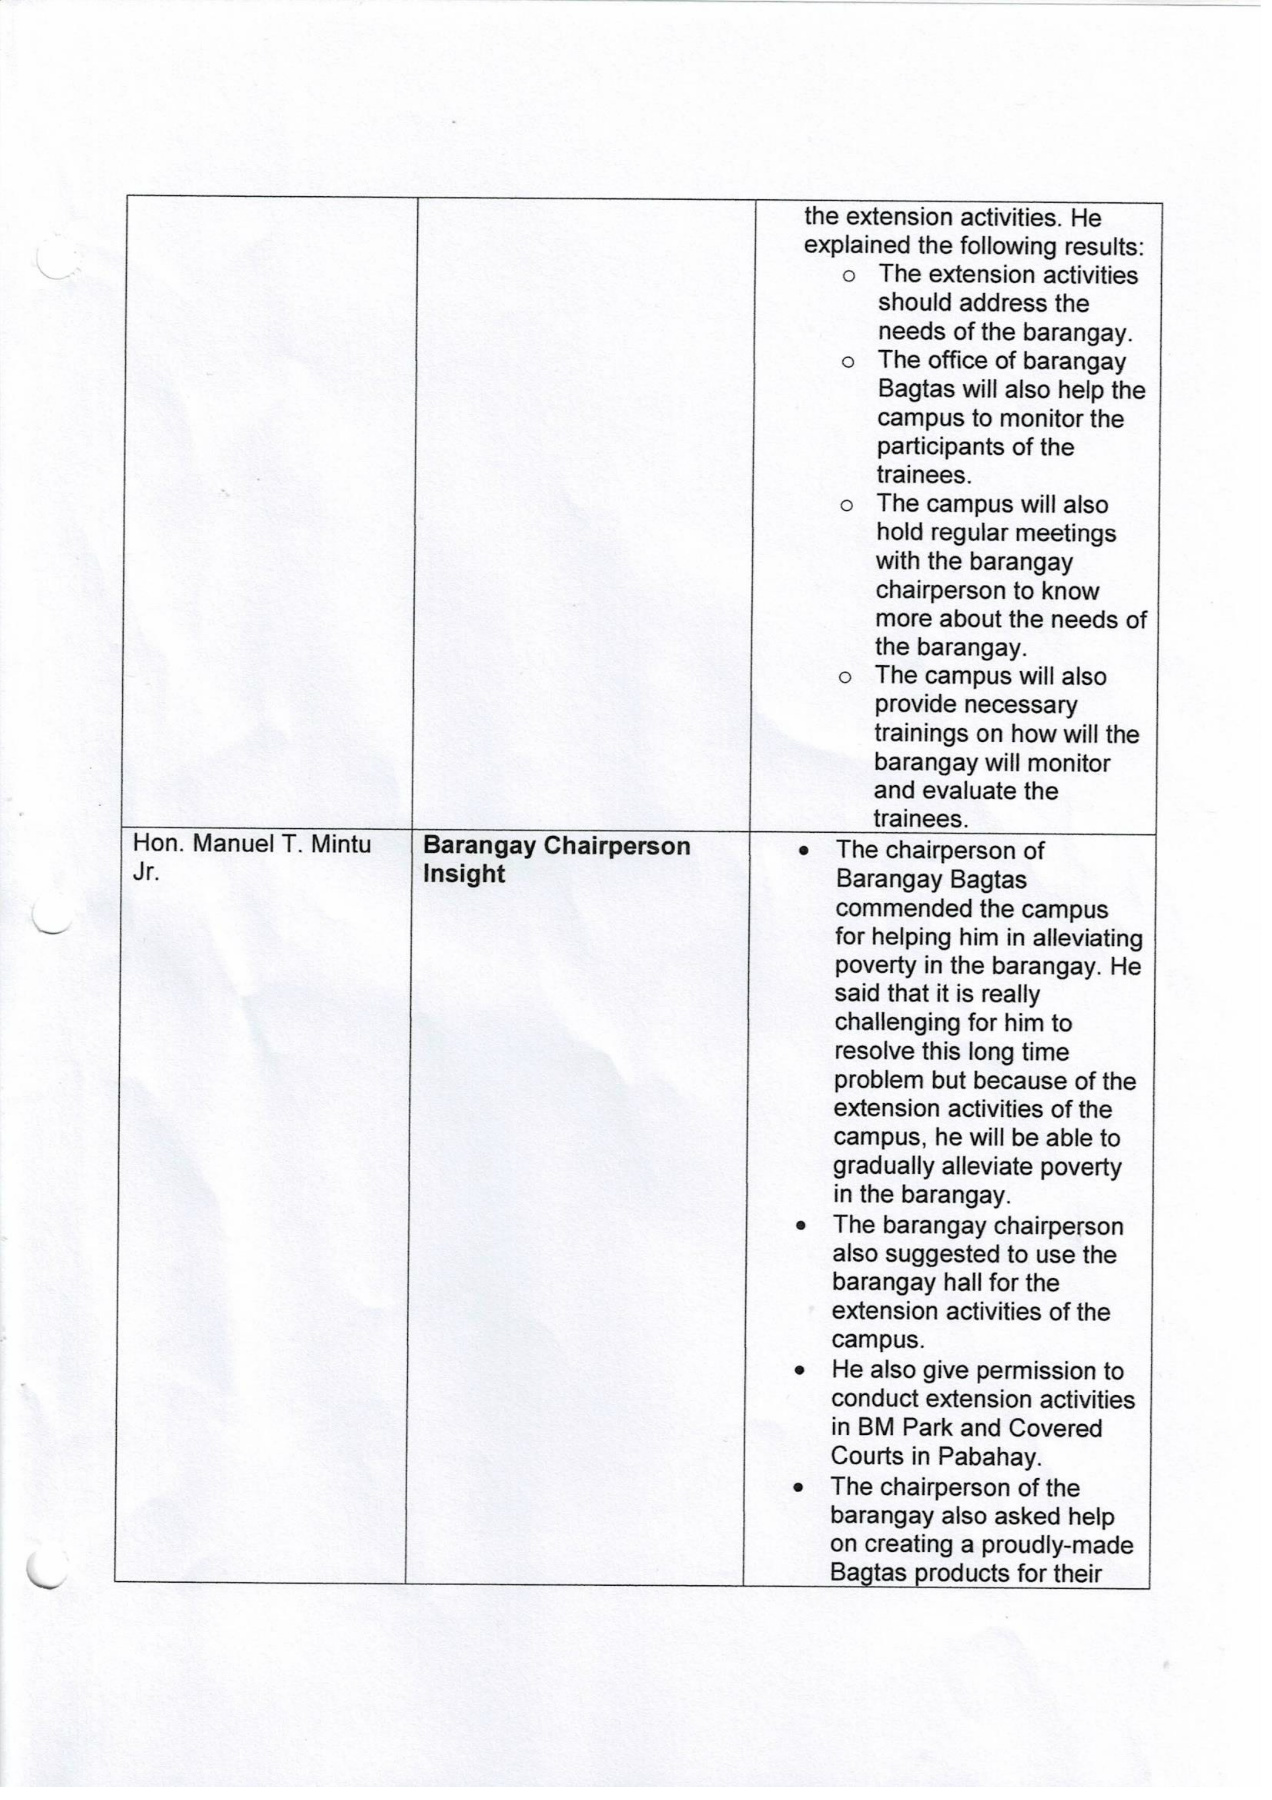 the extension activities. He
explained the following results:
o The extension activities
should address the
needs of the barangay.
o The office of barangay
Bagtas will also help the
campus to monitor the
participants of the
trainees.
o The campus will also
hold regular meetings
with the barangay
chairperson to know
more about the needs of
the barangay.
o The campus will also
provide necessary
trainings on how will the
barangay will monitor
and evaluate the
trainees.
Hon. Manuel T. Mintu
Jr.
Barangay Chairperson
Insight
• The chairperson of
Barangay Bagtas
commended the campus
for helping him in alleviating
poverty in the barangay. He
said that it is really
challenging for him to
resolve this long time
problem but because of the
extension activities of the
campus, he will be able to
gradually alleviate poverty
in the barangay.
• The barangay chairperson
also suggested to use the
barangay hall for the
extension activities of the
campus.
• He also give permission to
conduct extension activities
in BM Park and Covered
Courts in Pabahay.
• The chairperson of the
barangay also asked help
on creating a proudly-made
Bagtas products for their